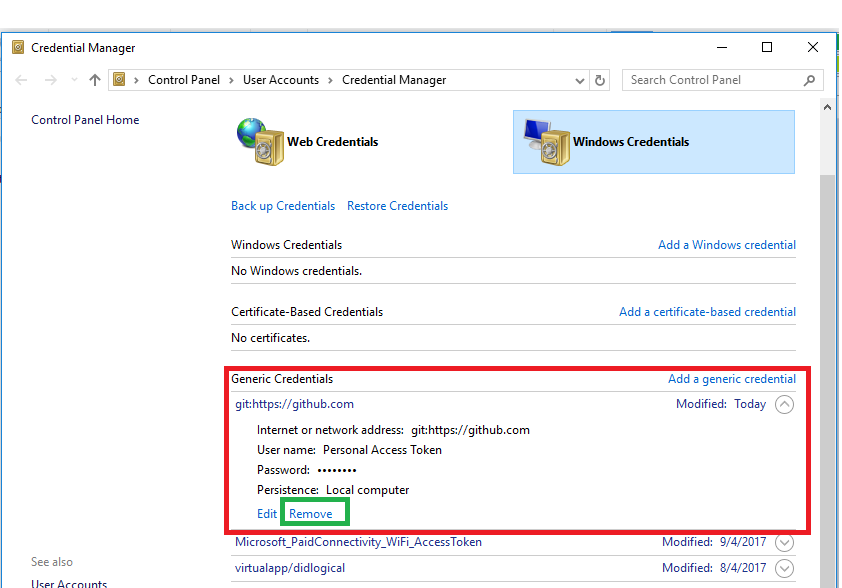 Credential Manager
Control Panel > User Accounts > Credential Manager
Search Control Panel
Control Panel Home
Web Credentials
Windows Credentials
Back up Credentials Restore Credentials
Windows Credentials Add a Windows credential
No Windows credentials.
Certificate-Based Credentials Add a certificate-based credential
No certificates.
Generic Credentials Add a generic credential
git:https://github.com Modified: Today
Internet or network address: git:https://github.com
User name: Personal Access Token
Password: ••••••••
Persistence: Local computer
Edit Remove
Microsoft_PaidConnectivity_WiFi_AccessToken Modified: 9/4/2017
See also
virtualapp/didlogical Modified: 8/4/2017
User Accounts